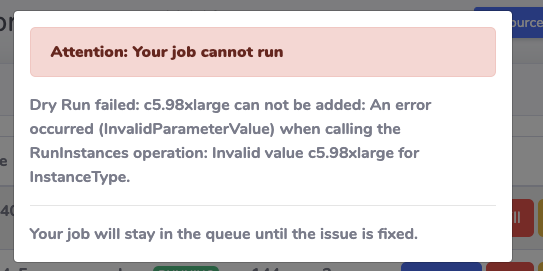 Attention: Your job cannot run
Dry Run failed: c5.98xlarge can not be added: An error
occurred (InvalidParameterValue) when calling the
RunInstances operation: Invalid value c5.98xlarge for
InstanceType.
Your job will stay in the queue until the issue is fixed.